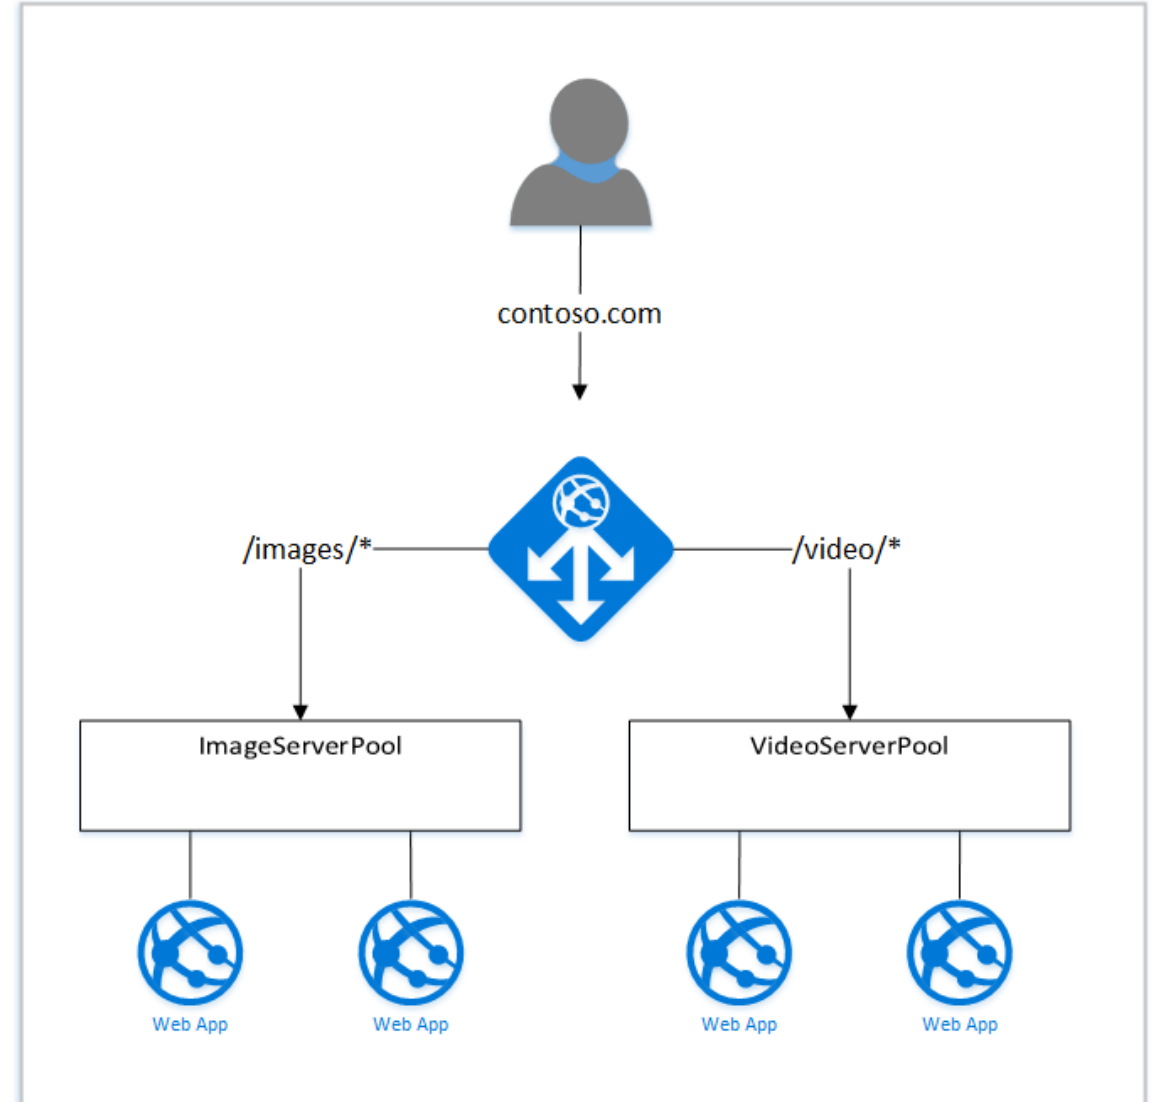 contoso.com
/images/*
/video/*
ImageServerPool
VideoServerPool
Web App
Web App
Web App
Web App